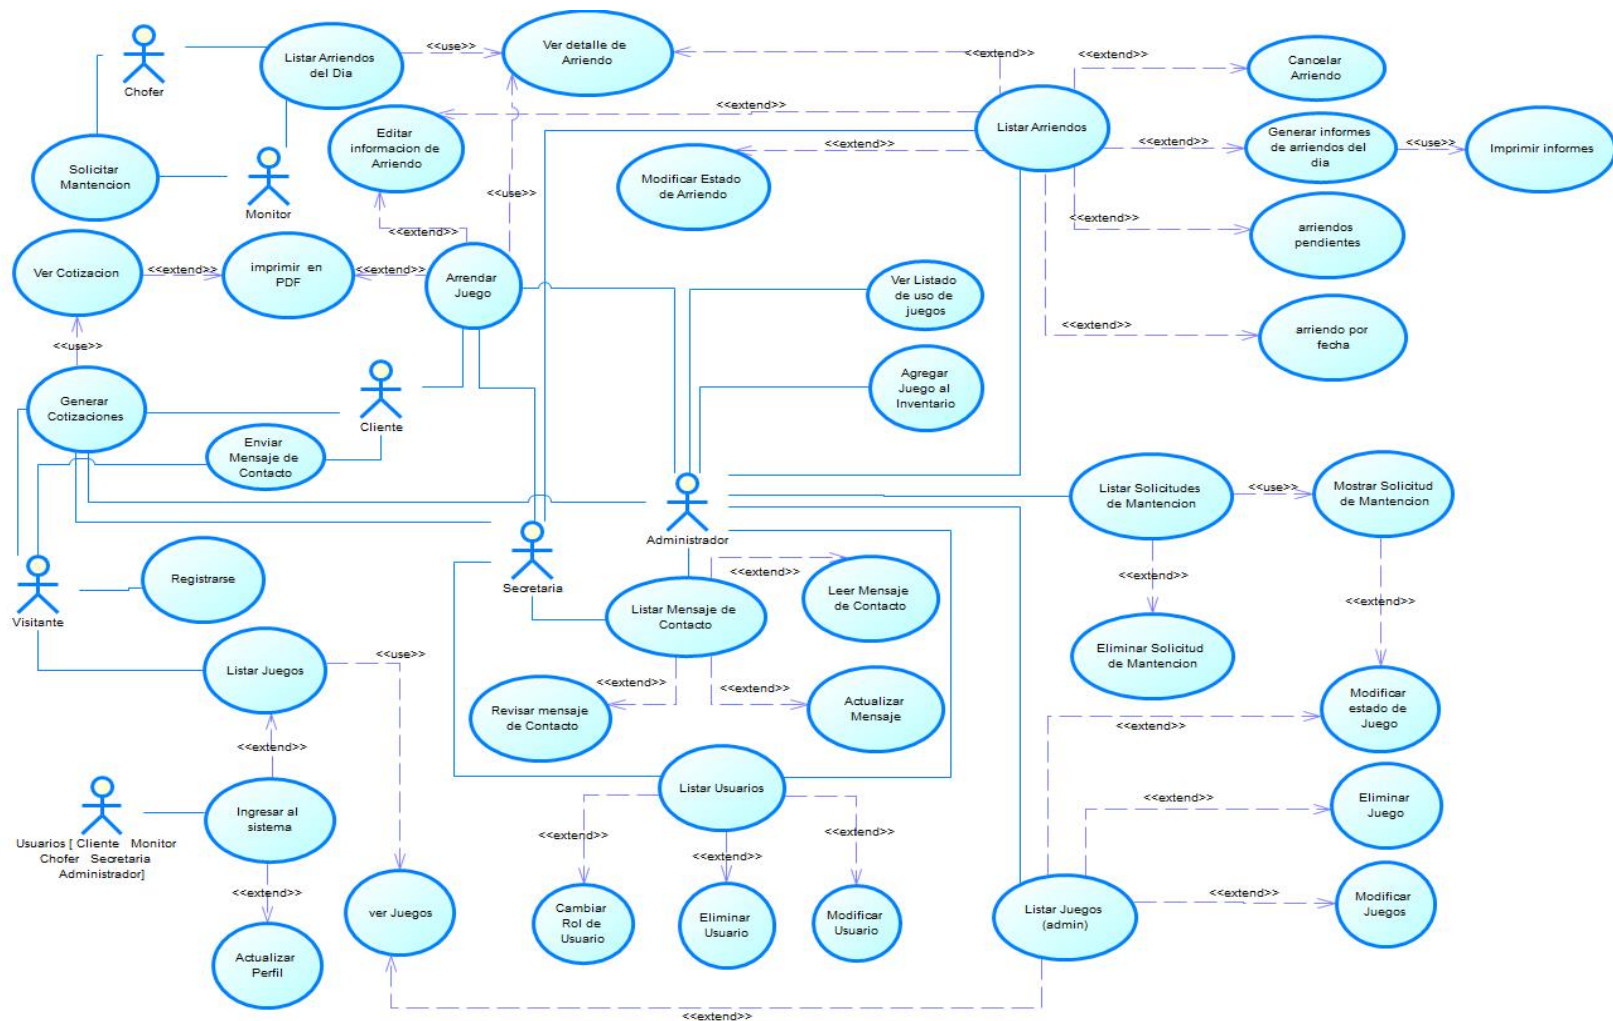 Chofer
Listar Arriendos
del Dia
<<use>>
Ver detalle de
Arriendo
<<extend>>
<<extend>>
Cancelar
Arriendo
<<extend>>
Editar
informacion de
Arriendo
Listar Arriendos
<<extend>>
<<extend>>
Generar informes
de arriendos del
dia
<<use>>
Imprimir informes
Solicitar
Mantencion
Monitor
Modificar Estado
de Arriendo
<<use>>
<<extend>>
<<extend>>
arriendos
pendientes
Ver Cotizacion
<<extend>>
imprimir en
PDF
<<extend>>
Arrendar
Juego
Ver Listado
de uso de
juegos
<<extend>>
arriendo por
fecha
<<use>>
Generar
Cotizaciones
Cliente
Agregar
Juego al
Inventario
Enviar
Mensaje de
Contacto
Administrador
Listar Solicitudes
de Mantencion
<<use>>
Mostrar Solicitud
de Mantencion
Visitante
Registrarse
Secretaria
<<extend>>
Leer Mensaje
de Contacto
Listar Mensaje de
Contacto
<<extend>>
<<extend>>
Eliminar Solicitud
de Mantencion
Listar Juegos
<<use>>
<<extend>>
<<extend>>
Revisar mensaje
de Contacto
Actualizar
Mensaje
Modificar
estado de
Juego
<<extend>>
<<extend>>
Listar Usuarios
Usuarios [ Cliente Monitor
Chofer Secretaria
Administrador]
Ingresar al
sistema
<<extend>>
<<extend>>
<<extend>>
<<extend>>
Eliminar
Juego
<<extend>>
ver Juegos
Cambiar
Rol de
Usuario
Eliminar
Usuario
Modificar
Usuario
Listar Juegos
(admin)
<<extend>>
Modificar
Juegos
Actualizar
Perfil
<<extend>>